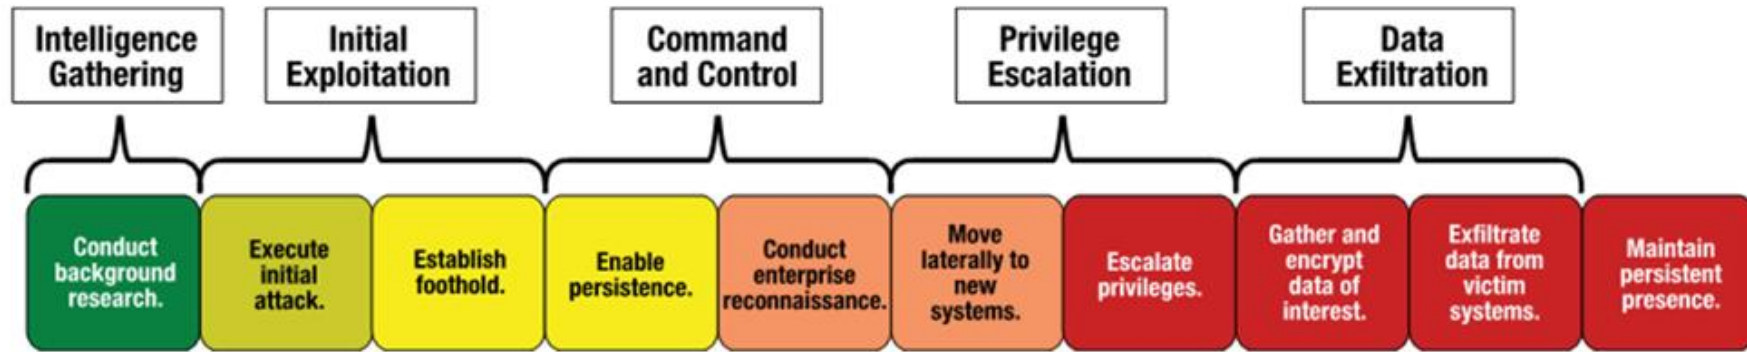 Intelligence
Gathering
Initial
Exploitation
Command
and Control
Privilege
Escalation
Data
Exfiltration
Conduct
background
research.
Execute
initial
attack.
Establish
foothold.
Enable
persistence.
Conduct
enterprise
reconnaissance.
Move
laterally to
new
systems.
Escalate
privileges.
Gather and
encrypt
data of
interest.
Exfiltrate
data from
victim
systems.
Maintain
persistent
presence.